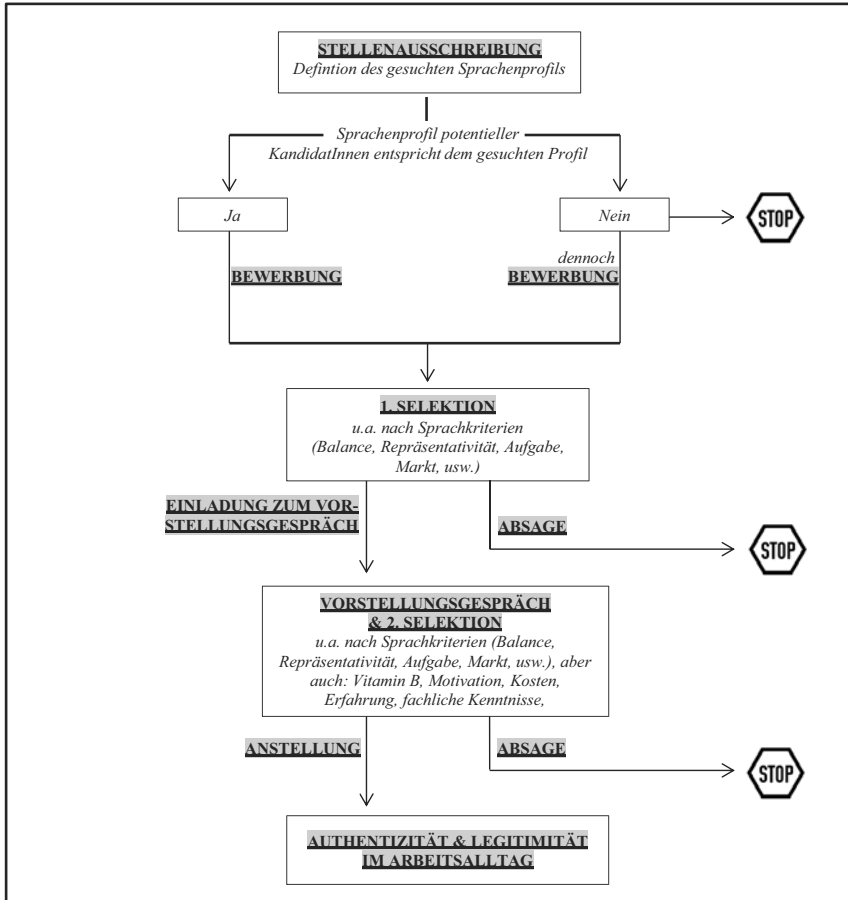 STELLENAUSSCHREIBUNG
Defintion des gesuchten Sprachenprofils
Sprachenprofil potentieller
KandidatInnen entspricht dem gesuchten Profil
Ja
Nein
STOP
dennoch
BEWERBUNG
BEWERBUNG
1. SELEKTION
u.a. nach Sprachkriterien
(Balance, Repräsentativität, Aufgabe,
Markt, usw.)
EINLADUNG ZUM VOR-
STELLUNGSGESPRÄCH
ABSAGE
STOP
VORSTELLUNGSGESPRÄCH
& 2. SELEKTION
u.a. nach Sprachkriterien (Balance,
Repräsentativität, Aufgabe, Markt, usw.), aber
auch: Vitamin B, Motivation, Kosten,
Erfahrung, fachliche Kenntnisse,
ANSTELLUNG
ABSAGE
STOP
AUTHENTIZITÄT & LEGITIMITÄT
IM ARBEITSALLTAG